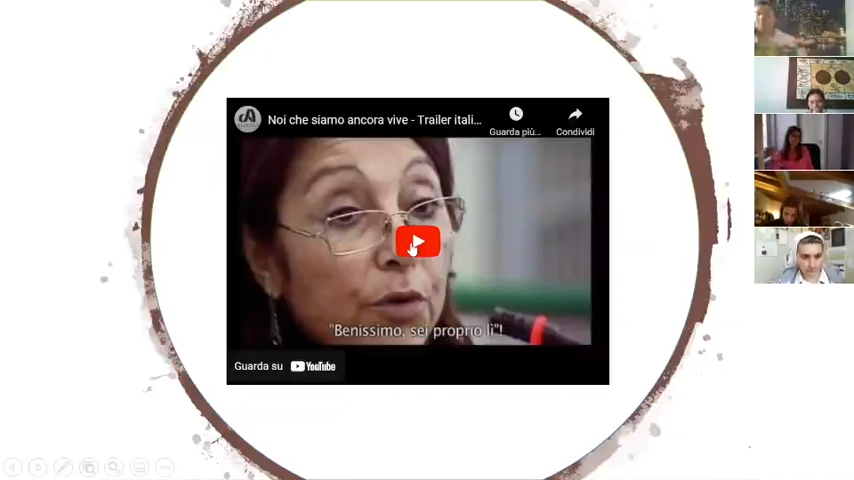 Noi che siamo ancora vive - Trailer itali...
Guarda più...
Condividi
"Benissimo, sei proprio lì"!
Guarda su YouTube